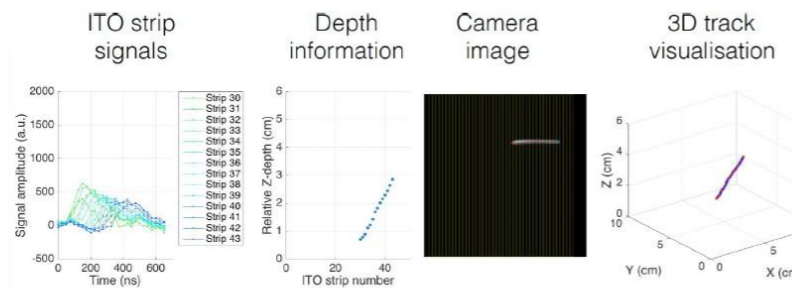 ITO strip
signals
Depth
information
Camera
image
3D track
visualisation
2000
1500
1000
500
0
-500
Signal amplitude (a.u.)
0 200 400 600
Time (ns)
Strip 30
Strip 31
Strip 32
Strip 33
Strip 34
Strip 35
Strip 36
Strip 37
Strip 38
Strip 39
Strip 40
Strip 41
Strip 42
Strip 43
6
5
4
3
2
1
0
Relative Z-depth (cm)
0 20 40
ITO strip number
6
4
2
0
Z (cm)
10
5
0
Y (cm)
0
5
X (cm